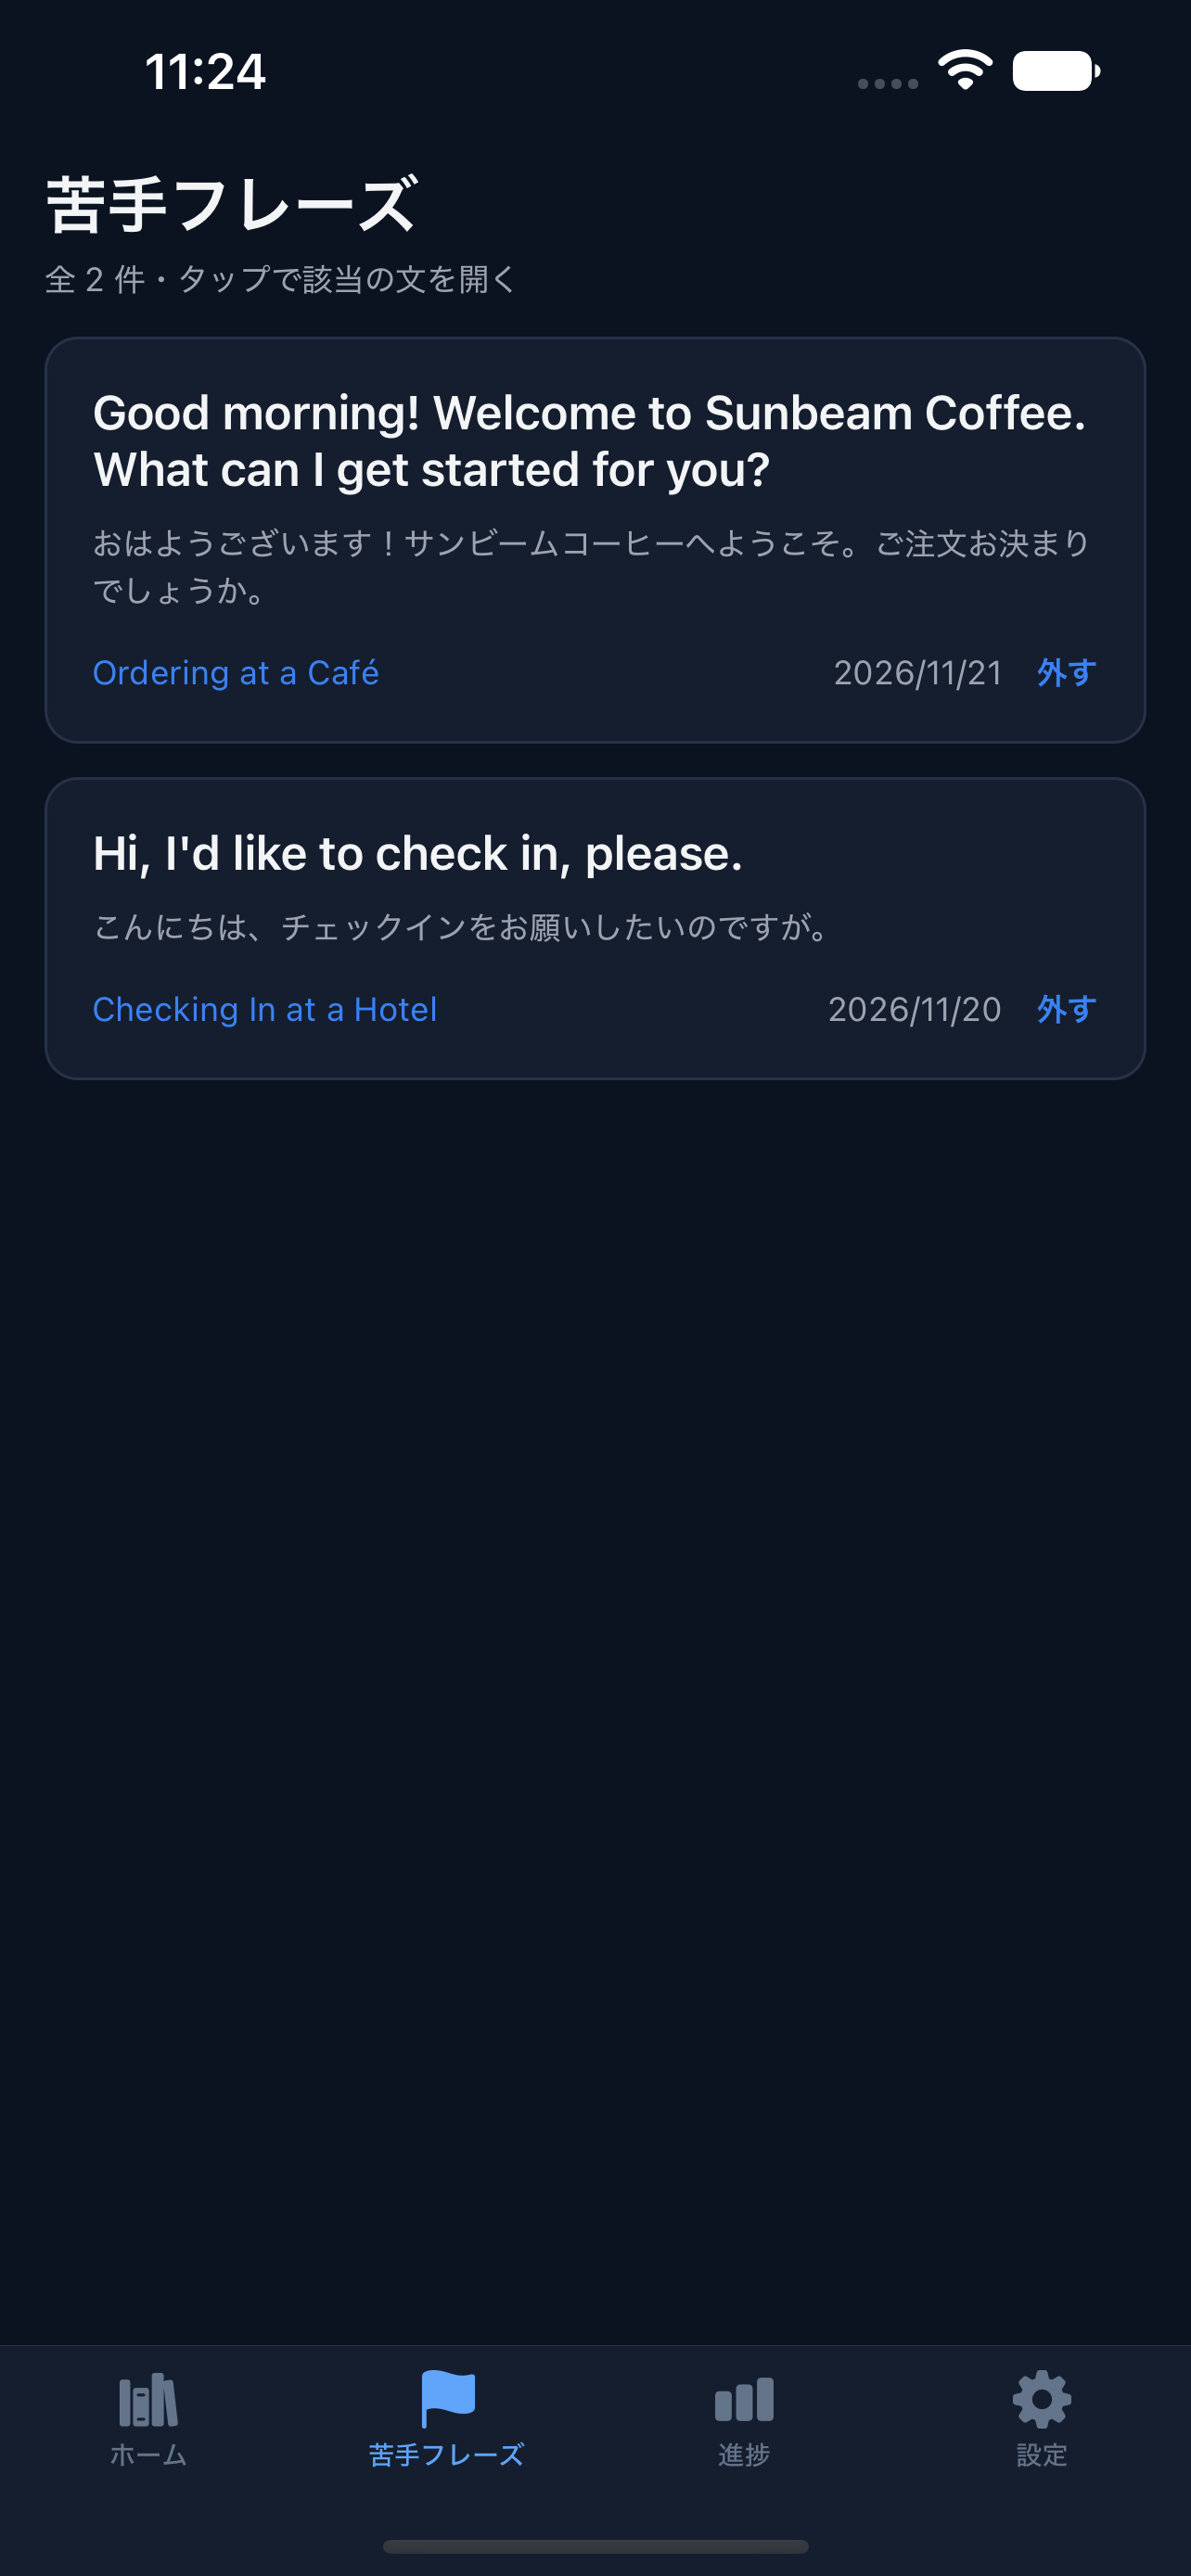 11:24
苦手フレーズ
全 2 件・タップで該当の文を開く
Good morning! Welcome to Sunbeam Coffee.
What can I get started for you?
おはようございます！サンビームコーヒーへようこそ。ご注文お決まり
でしょうか。
Ordering at a Café 2026/11/21 外す
Hi, I'd like to check in, please.
こんにちは、チェックインをお願いしたいのですが。
Checking In at a Hotel 2026/11/20 外す
ホーム 苦手フレーズ 進捗 設定